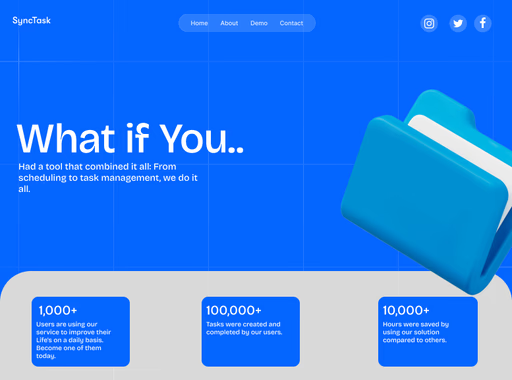 SyncTask
Home About Demo Contact
What if You..
Had a tool that combined it all: From
scheduling to task management, we do it
all.
1,000+
Users are using our
service to improve their
Life's on a daily basis.
Become one of them
today.
100,000+
Tasks were created and
completed by our users.
10,000+
Hours were saved by
using our solution
compared to others.